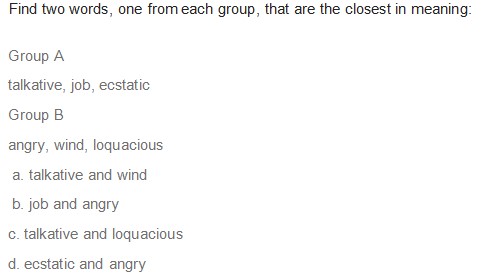 Find two words, one from each group, that are the closest in meaning:
Group A
talkative, job, ecstatic
Group B
angry, wind, loquacious
a. talkative and wind
b. job and angry
c. talkative and loquacious
d. ecstatic and angry